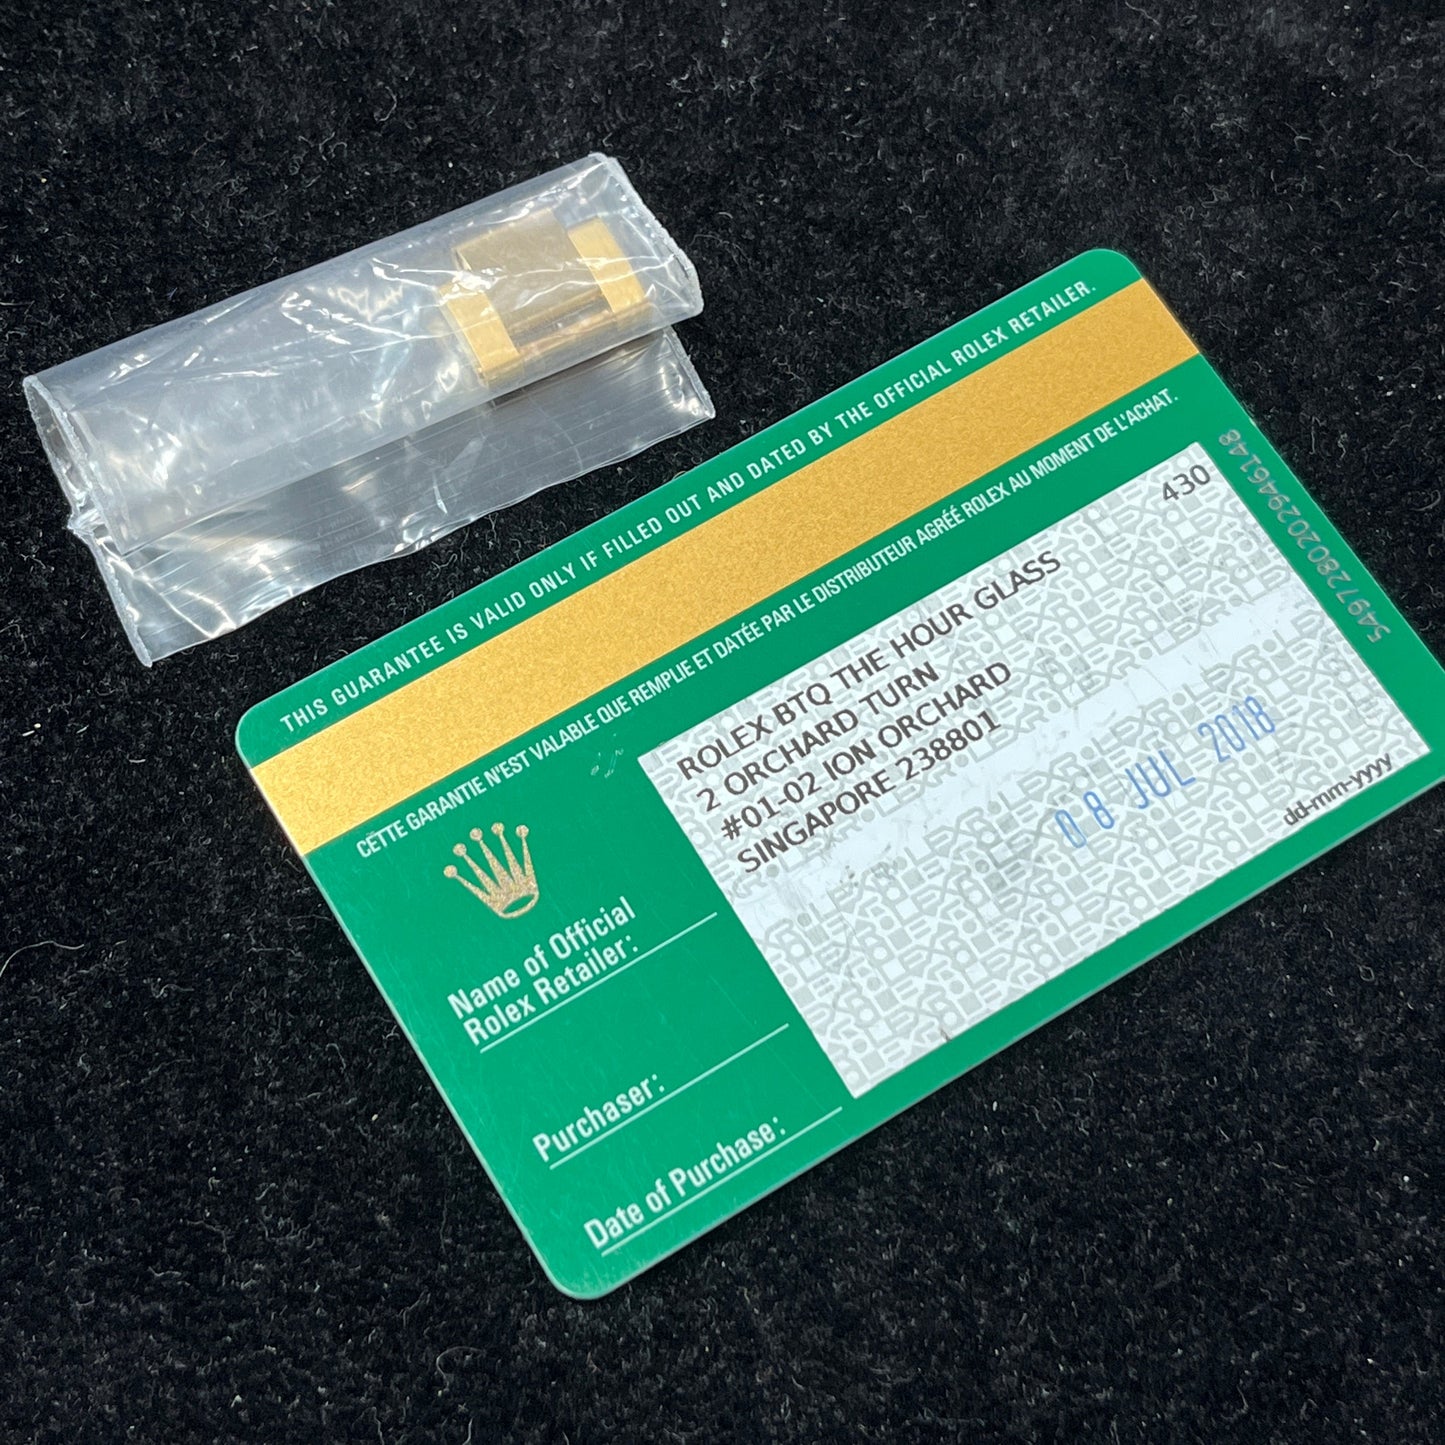 THIS GUARANTEE IS VALID ONLY IF FILLED OUT AND DATED BY THE OFFICIAL ROLEX RETAILER.
CETTE GARANTIE N'EST VALABLE QUE REMPLIE ET DATÉE PAR LE DISTRIBUTEUR AGRÉÉ ROLEX AU MOMENT DE L'ACHAT.
430
5497728020294 6148
ROLEX BTQ THE HOUR GLASS
2 ORCHARD TURN
#01-02 ION ORCHARD
SINGAPORE 238801
08 JUL 2018
dd-mm-yyyy
Name of Official
Rolex Retailer:
Purchaser:
Date of Purchase: